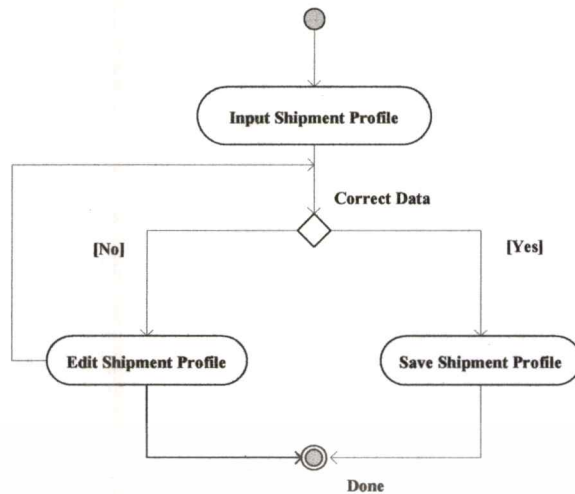 Input Shipment Profile
Correct Data
[No]
[Yes]
Edit Shipment Profile
Save Shipment Profile
Done